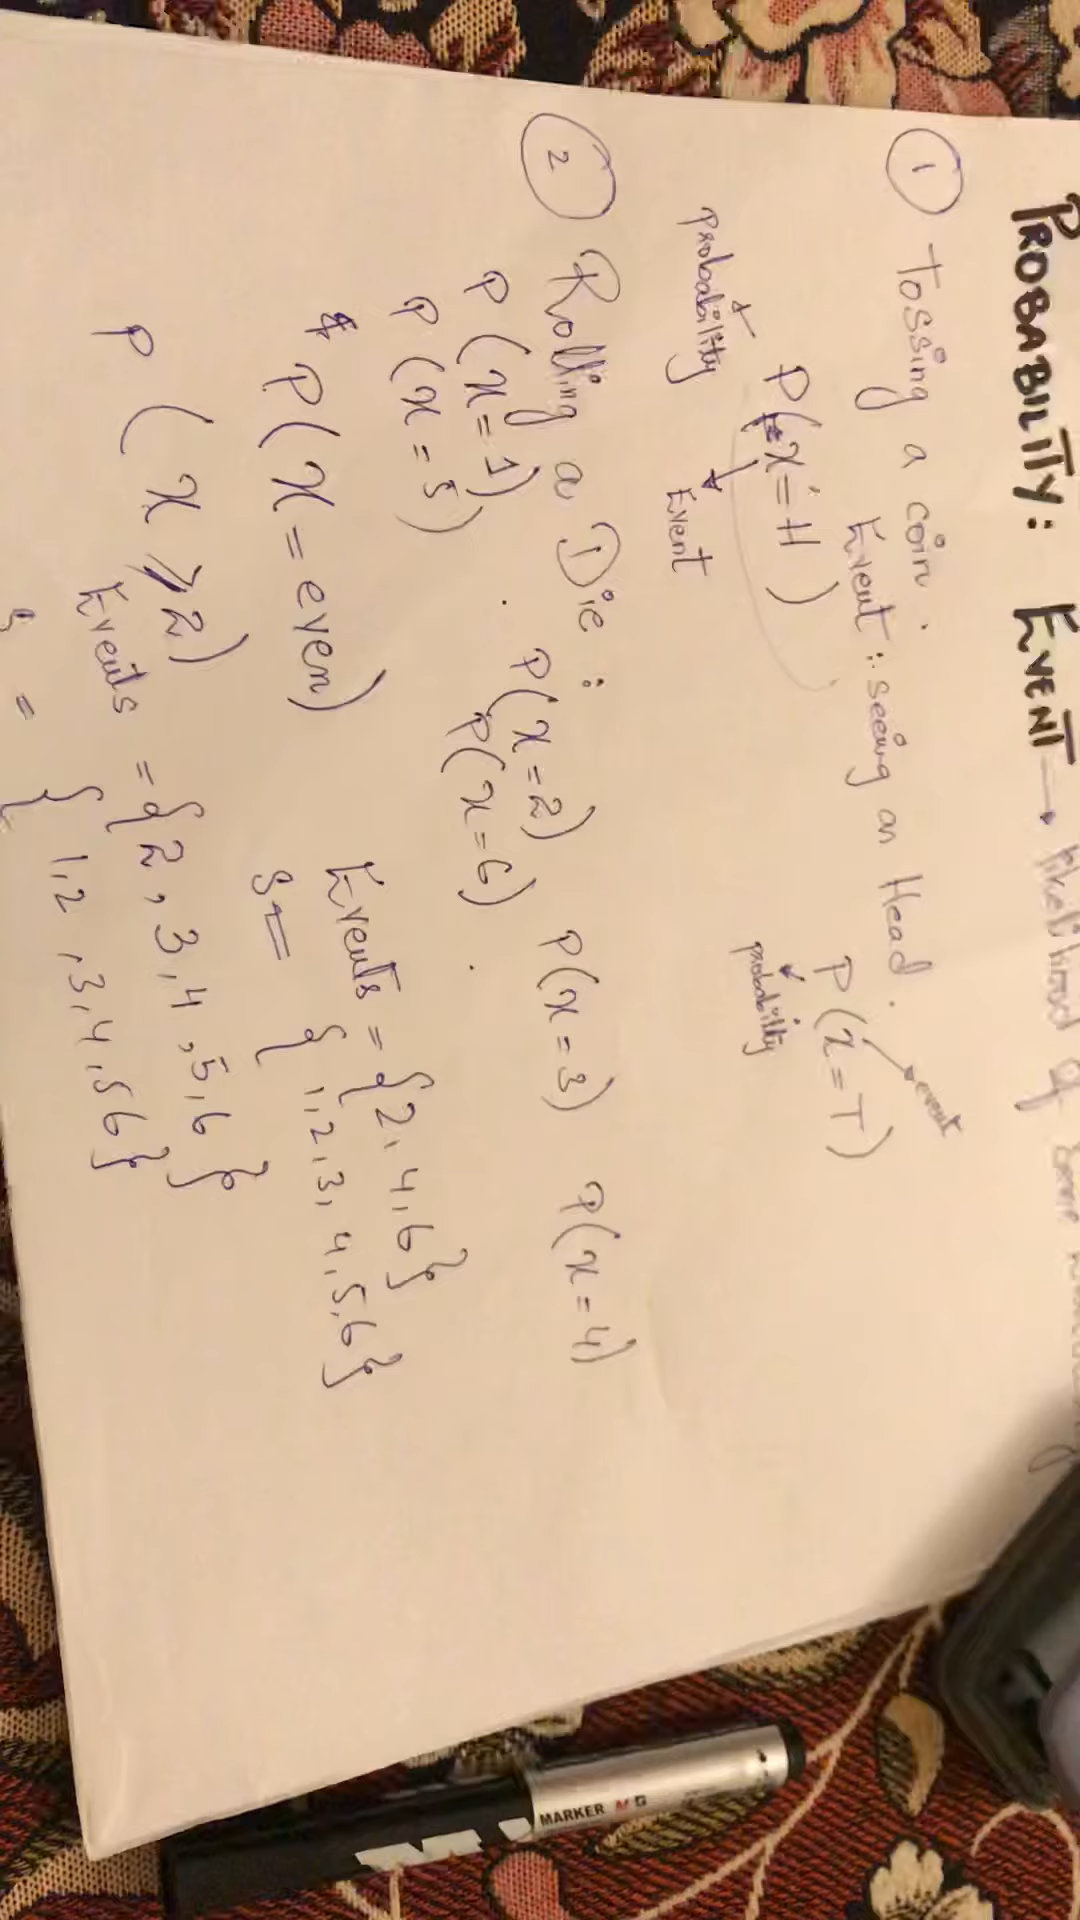 PROBABILITY: EVENT → likelihood of some
① Tossing a coin.
Event: seeing an Head.
P(x=H)
probability
Event
P(x=T)
event
probability
② Rolling a Die:
P(x=1) P(x=2) P(x=3) P(x=4)
P(x=5) P(x=6)
P(x=even) Events = {2,4,6}
S = {1,2,3,4,5,6}
P(x⩾2)
Events = {2,3,4,5,6}
S = {1,2,3,4,5 6}
MARKER MG